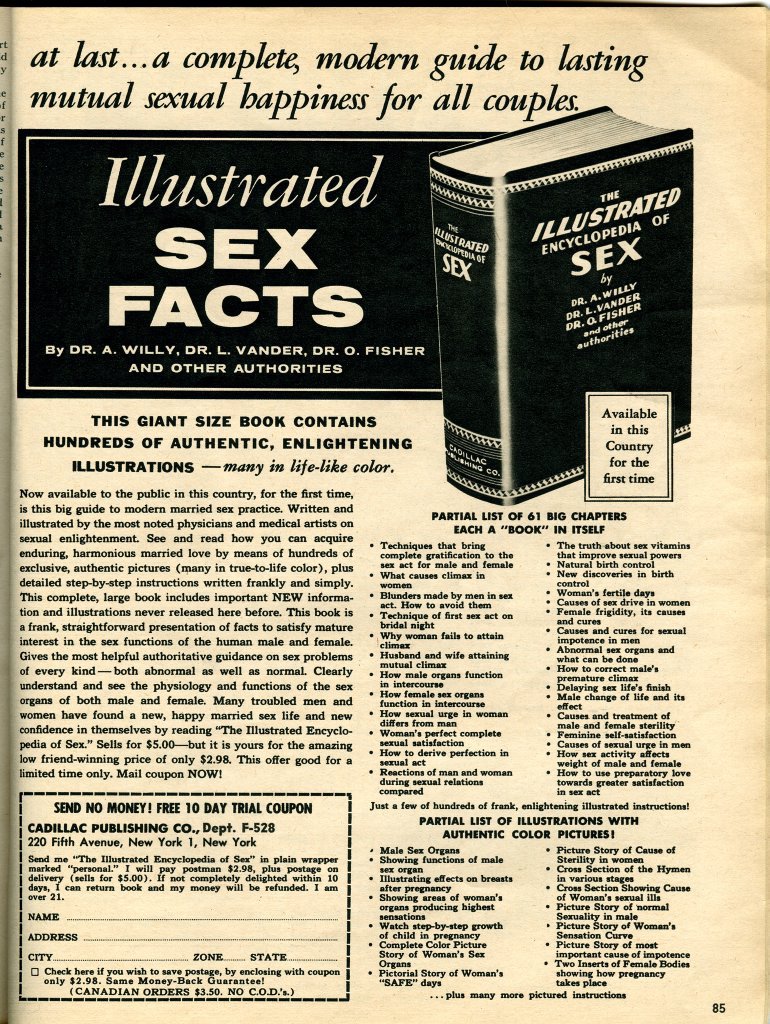 at last...a complete, modern guide to lasting
mutual sexual happiness for all couples.
Illustrated
SEX
FACTS
By DR. A. WILLY, DR. L. VANDER, DR. O. FISHER
AND OTHER AUTHORITIES
THE
ILLUSTRATED
ENCYCLOPEDIA OF
SEX
CADILLAC
PUBLISHING CO.
THE
ILLUSTRATED
ENCYCLOPEDIA OF
SEX
by
DR. A. WILLY
DR. L. VANDER
DR. O. FISHER
and other
authorities
Available
in this
Country
for the
first time
THIS GIANT SIZE BOOK CONTAINS
HUNDREDS OF AUTHENTIC, ENLIGHTENING
ILLUSTRATIONS — many in life-like color.
Now available to the public in this country, for the first time,
is this big guide to modern married sex practice. Written and
illustrated by the most noted physicians and medical artists on
sexual enlightenment. See and read how you can acquire
enduring, harmonious married love by means of hundreds of
exclusive, authentic pictures (many in true-to-life color), plus
detailed step-by-step instructions written frankly and simply.
This complete, large book includes important NEW informa-
tion and illustrations never released here before. This book is
a frank, straightforward presentation of facts to satisfy mature
interest in the sex functions of the human male and female.
Gives the most helpful authoritative guidance on sex problems
of every kind — both abnormal as well as normal. Clearly
understand and see the physiology and functions of the sex
organs of both male and female. Many troubled men and
women have found a new, happy married sex life and new
confidence in themselves by reading "The Illustrated Encyclo-
pedia of Sex." Sells for $5.00—but it is yours for the amazing
low friend-winning price of only $2.98. This offer good for a
limited time only. Mail coupon NOW!
SEND NO MONEY! FREE 10 DAY TRIAL COUPON
CADILLAC PUBLISHING CO., Dept. F-528
220 Fifth Avenue, New York 1, New York
Send me "The Illustrated Encyclopedia of Sex" in plain wrapper
marked "personal." I will pay postman $2.98, plus postage on
delivery (sells for $5.00). If not completely delighted within 10
days, I can return book and my money will be refunded. I am
over 21.
NAME
ADDRESS
CITY ZONE STATE
Check here if you wish to save postage, by enclosing with coupon
only $2.98. Same Money-Back Guarantee!
(CANADIAN ORDERS $3.50. NO C.O.D.'s.)
PARTIAL LIST OF 61 BIG CHAPTERS
EACH A "BOOK" IN ITSELF
• Techniques that bring
complete gratification to the
sex act for male and female
• What causes climax in
women
• Blunders made by men in sex
act. How to avoid them
• Technique of first sex act on
bridal night
• Why woman fails to attain
climax
• Husband and wife attaining
mutual climax
• How male organs function
in intercourse
• How female sex organs
function in intercourse
• How sexual urge in woman
differs from man
• Woman's perfect complete
sexual satisfaction
• How to derive perfection in
sexual act
• Reactions of man and woman
during sexual relations
compared
• The truth about sex vitamins
that improve sexual powers
• Natural birth control
• New discoveries in birth
control
• Woman's fertile days
• Causes of sex drive in women
• Female frigidity, its causes
and cures
• Causes and cures for sexual
impotence in men
• Abnormal sex organs and
what can be done
• How to correct male's
premature climax
• Delaying sex life's finish
• Male change of life and its
effect
• Causes and treatment of
male and female sterility
• Feminine self-satisfaction
• Causes of sexual urge in men
• How sex activity affects
weight of male and female
• How to use preparatory love
towards greater satisfaction
in sex act
Just a few of hundreds of frank, enlightening illustrated instructions!
PARTIAL LIST OF ILLUSTRATIONS WITH
AUTHENTIC COLOR PICTURES!
• Male Sex Organs
• Showing functions of male
sex organ
• Illustrating effects on breasts
after pregnancy
• Showing areas of woman's
organs producing highest
sensations
• Watch step-by-step growth
of child in pregnancy
• Complete Color Picture
Story of Woman's Sex
Organs
• Pictorial Story of Woman's
"SAFE" days
• Picture Story of Cause of
Sterility in women
• Cross Section of the Hymen
in various stages
• Cross Section Showing Cause
of Woman's sexual ills
• Picture Story of normal
Sexuality in male
• Picture Story of Woman's
Sensation Curve
• Picture Story of most
important cause of impotence
• Two Inserts of Female Bodies
showing how pregnancy
takes place
...plus many more pictured instructions
85